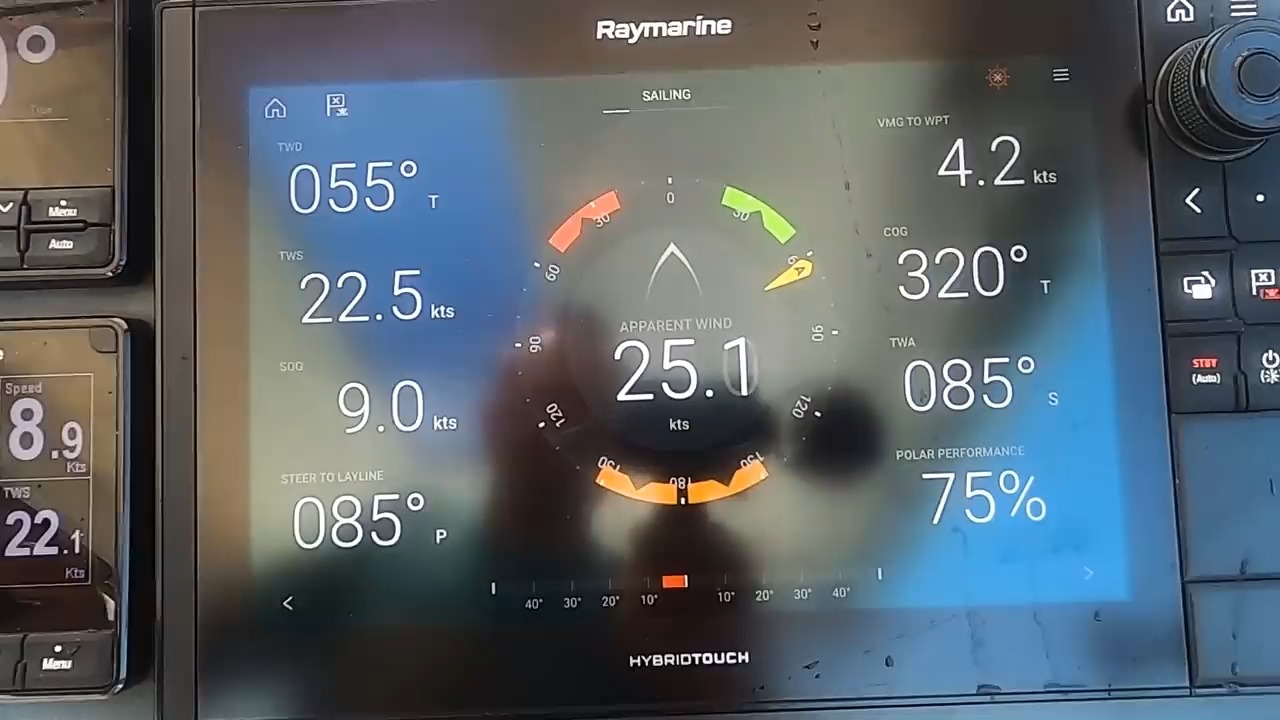 Raymarine
SAILING
TWD
055° T
TWS
22.5 kts
SOG
9.0 kts
STEER TO LAYLINE
085° P
0
30
30
60
90
90
120
120
150
150
180
A
APPARENT WIND
25.1
kts
VMG TO WPT
4.2 kts
COG
320° T
TWA
085° S
POLAR PERFORMANCE
75%
40° 30° 20° 10° 10° 20° 30° 40°
HYBRIDTOUCH
Menu
Auto
Speed
8.9
Kts
TWS
22.1
Kts
Menu
STBY
(Auto)